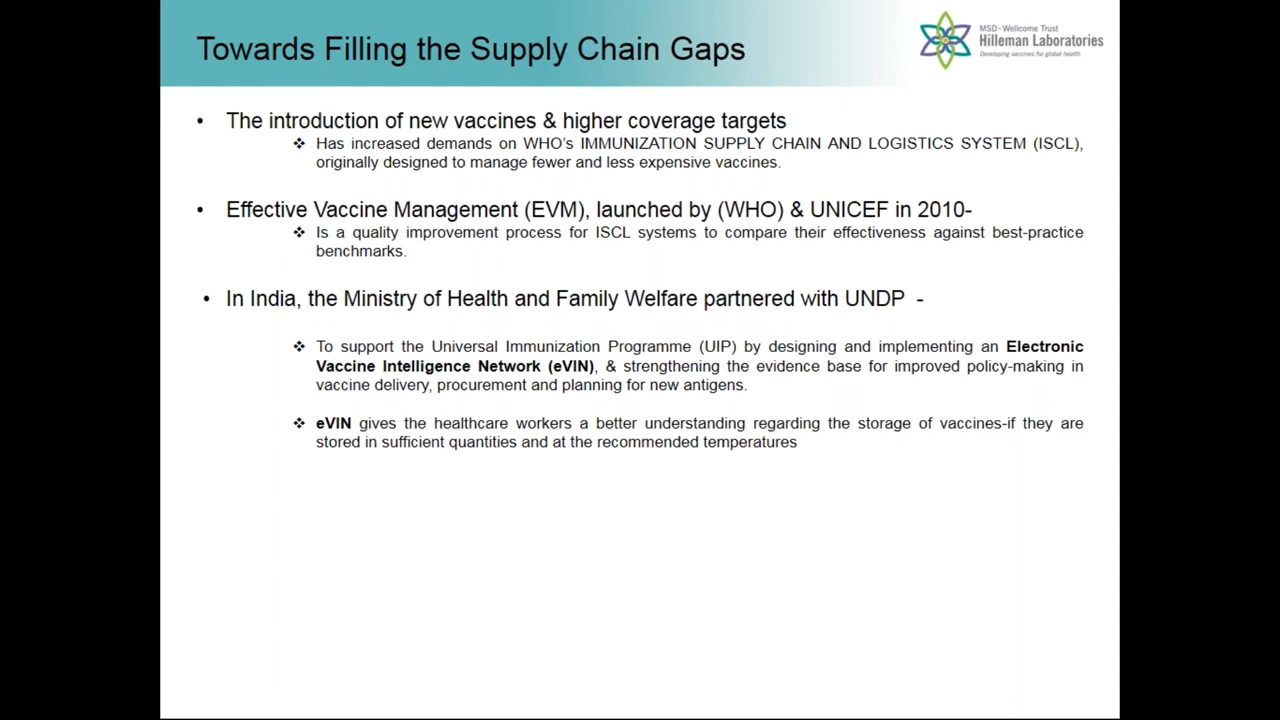 Towards Filling the Supply Chain Gaps
MSD - Wellcome Trust
Hilleman Laboratories
Developing vaccines for global health
• The introduction of new vaccines & higher coverage targets
❖ Has increased demands on WHO's IMMUNIZATION SUPPLY CHAIN AND LOGISTICS SYSTEM (ISCL),
originally designed to manage fewer and less expensive vaccines.
• Effective Vaccine Management (EVM), launched by (WHO) & UNICEF in 2010-
❖ Is a quality improvement process for ISCL systems to compare their effectiveness against best-practice
benchmarks.
• In India, the Ministry of Health and Family Welfare partnered with UNDP -
❖ To support the Universal Immunization Programme (UIP) by designing and implementing an Electronic
Vaccine Intelligence Network (eVIN), & strengthening the evidence base for improved policy-making in
vaccine delivery, procurement and planning for new antigens.
❖ eVIN gives the healthcare workers a better understanding regarding the storage of vaccines-if they are
stored in sufficient quantities and at the recommended temperatures